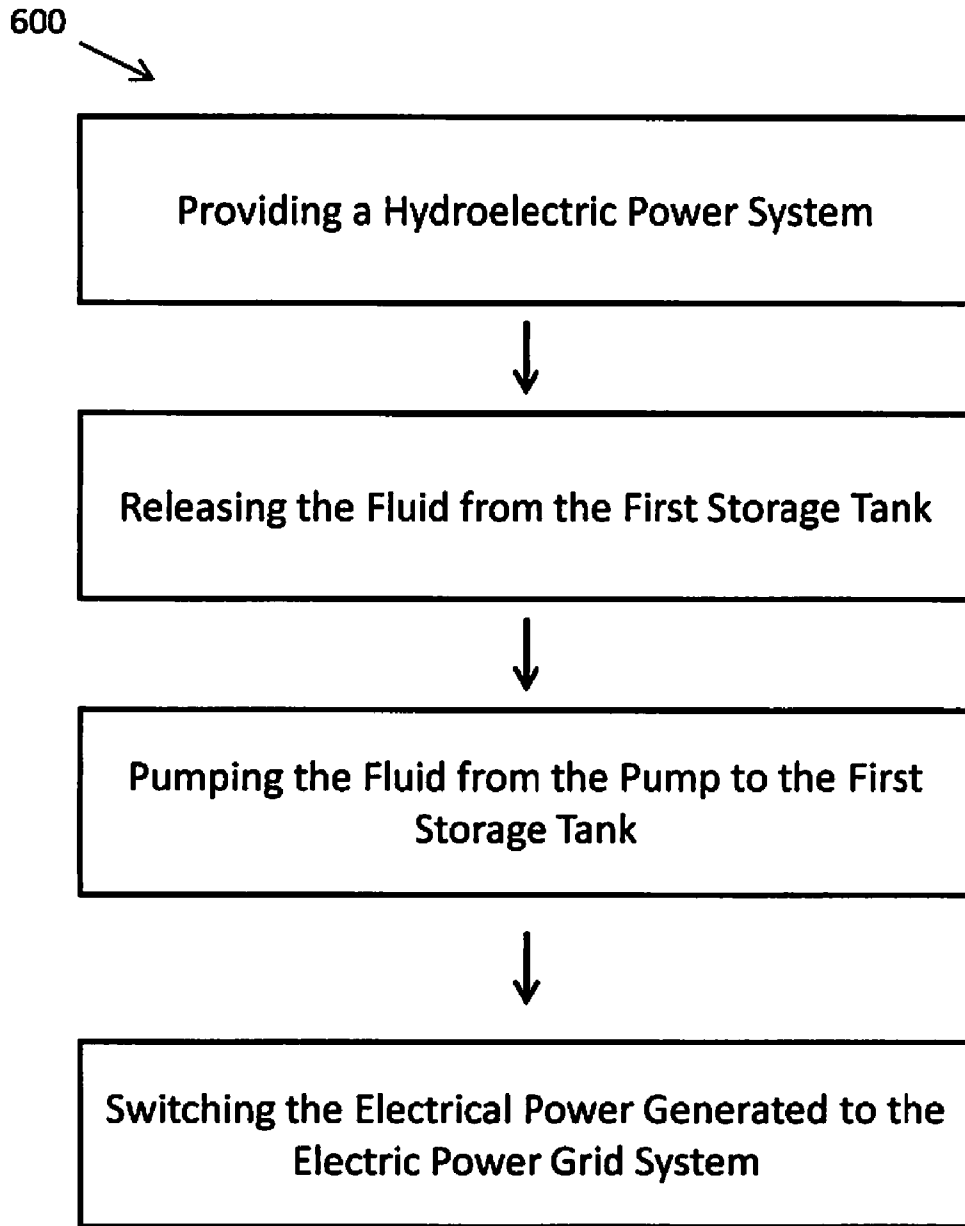 600
Providing a Hydroelectric Power System
Releasing the Fluid from the First Storage Tank
Pumping the Fluid from the Pump to the First
Storage Tank
Switching the Electrical Power Generated to the
Electric Power Grid System